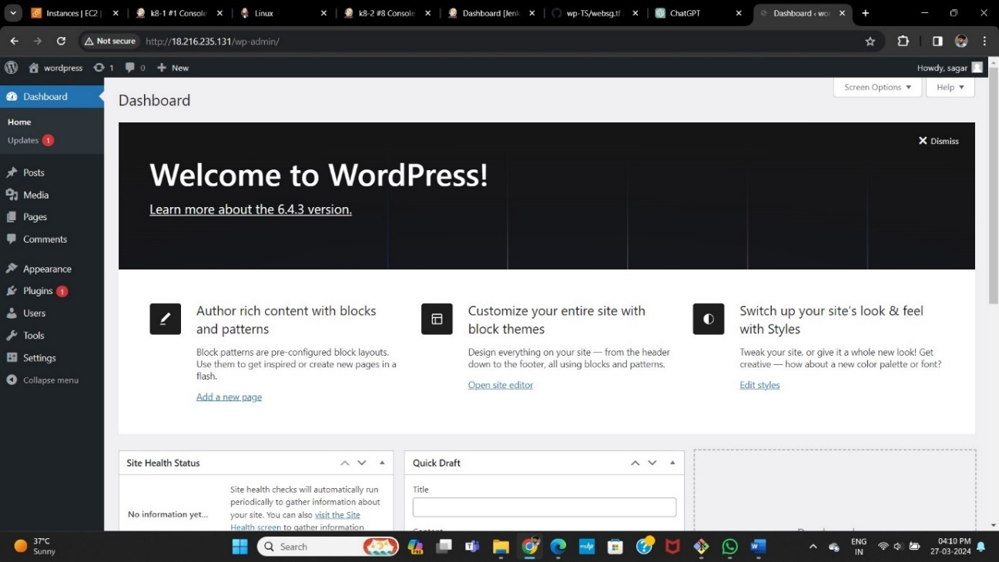 Instances | EC2 |
k8-1 #1 Console
Linux
k8-2 #8 Console
Dashboard [Jenk
wp-TS/websg.tf
ChatGPT
Dashboard ‹ wor
Not secure
http://18.216.235.131/wp-admin/
wordpress
1
0
New
Howdy, sagar
Dashboard
Home
Updates 1
Posts
Media
Pages
Comments
Appearance
Plugins 1
Users
Tools
Settings
Collapse menu
Dashboard
Screen Options
Help
Dismiss
Welcome to WordPress!
Learn more about the 6.4.3 version.
Author rich content with blocks
and patterns
Block patterns are pre-configured block layouts.
Use them to get inspired or create new pages in a
flash.
Add a new page
Customize your entire site with
block themes
Design everything on your site — from the header
down to the footer, all using blocks and patterns.
Open site editor
Switch up your site's look & feel
with Styles
Tweak your site, or give it a whole new look! Get
creative — how about a new color palette or font?
Edit styles
Site Health Status
No information yet...
Site health checks will automatically run
periodically to gather information about
your site. You can also visit the Site
Health screen to gather information
Quick Draft
Title
37°C
Sunny
Search
ENG
IN
04:10 PM
27-03-2024